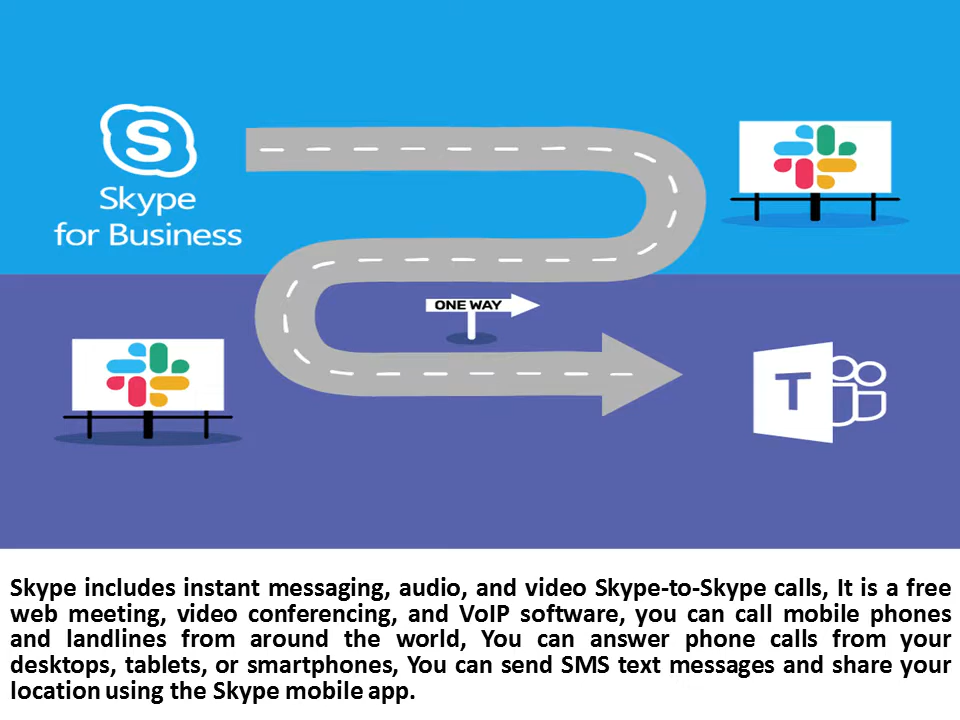 S
Skype
for Business
ONE WAY
T
Skype includes instant messaging, audio, and video Skype-to-Skype calls, It is a free
web meeting, video conferencing, and VoIP software, you can call mobile phones
and landlines from around the world, You can answer phone calls from your
desktops, tablets, or smartphones, You can send SMS text messages and share your
location using the Skype mobile app.